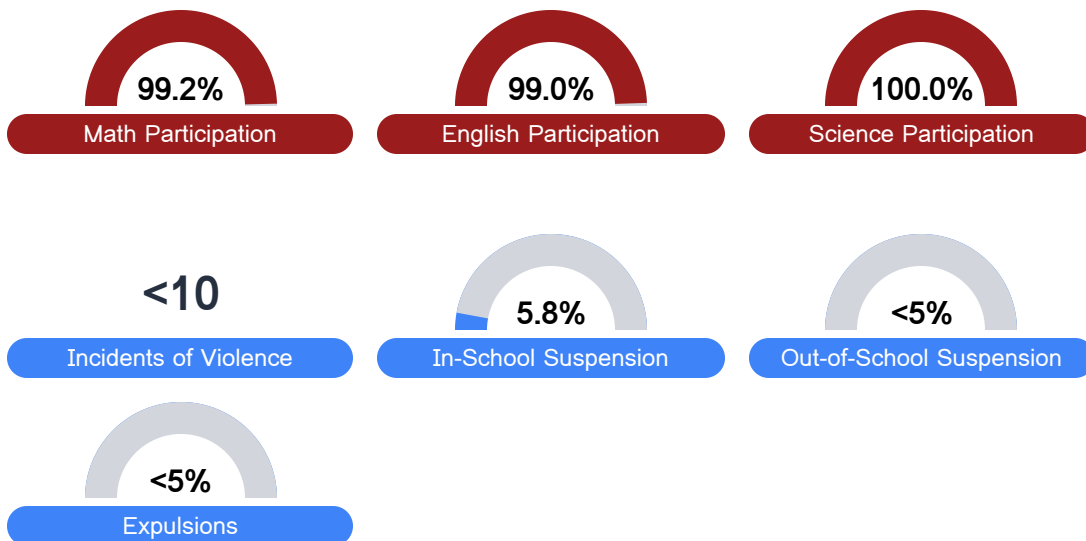 99.2%
Math Participation
99.0%
English Participation
100.0%
Science Participation
<10
Incidents of Violence
5.8%
In-School Suspension
<5%
Out-of-School Suspension
<5%
Expulsions